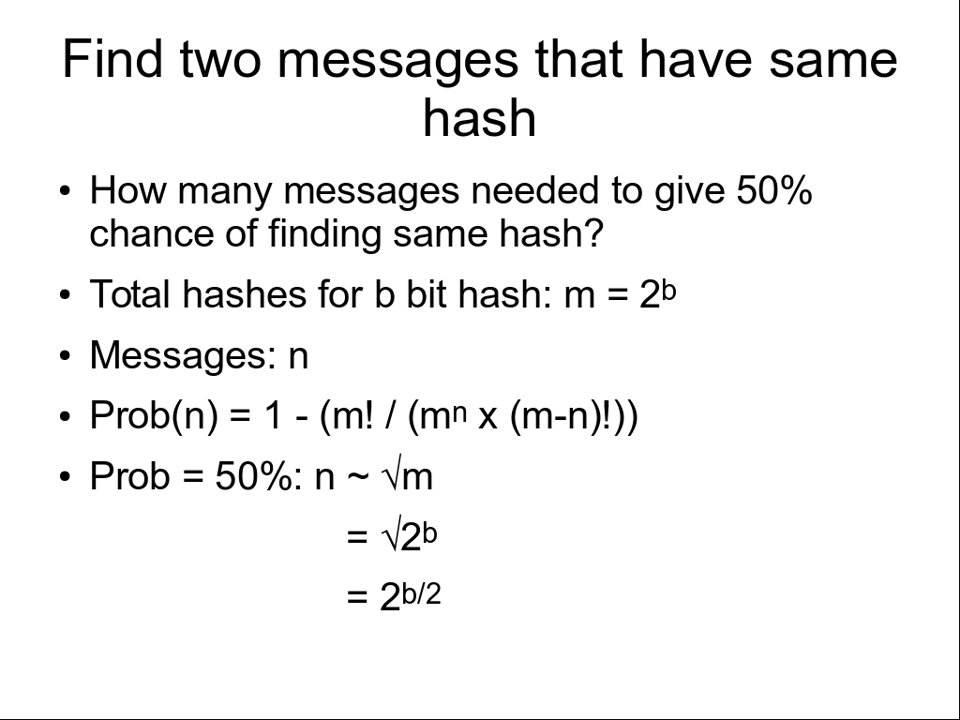 Find two messages that have same
hash
• How many messages needed to give 50%
chance of finding same hash?
• Total hashes for b bit hash: m = 2ᵇ
• Messages: n
• Prob(n) = 1 - (m! / (mⁿ x (m-n)!))
• Prob = 50%: n ~ √m
= √2ᵇ
= 2ᵇ/²